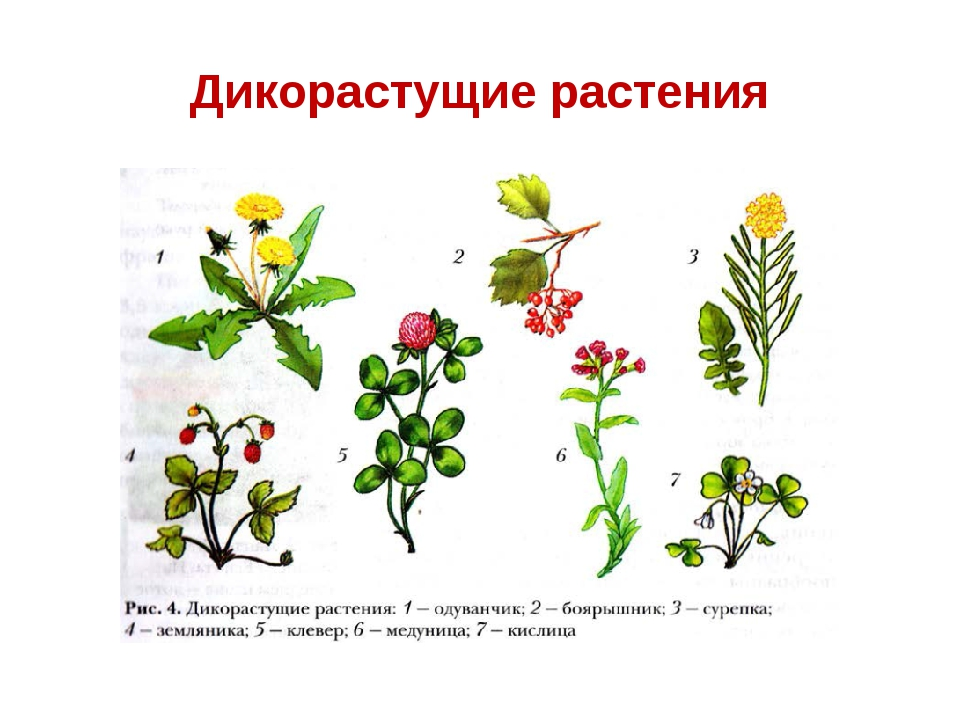 Дикорастущие растения
1
2
3
4
5
6
7
Рис. 4. Дикорастущие растения: 1 – одуванчик; 2 – боярышник; 3 – сурепка;
4 – земляника; 5 – клевер; 6 – медуница; 7 – кислица